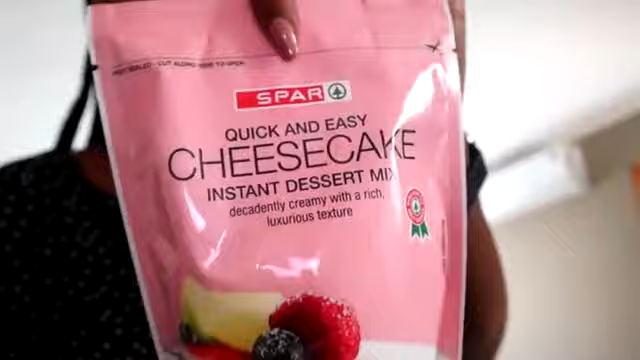 SPAR
QUICK AND EASY
CHEESECAKE
INSTANT DESSERT MIX
decadently creamy with a rich,
luxurious texture